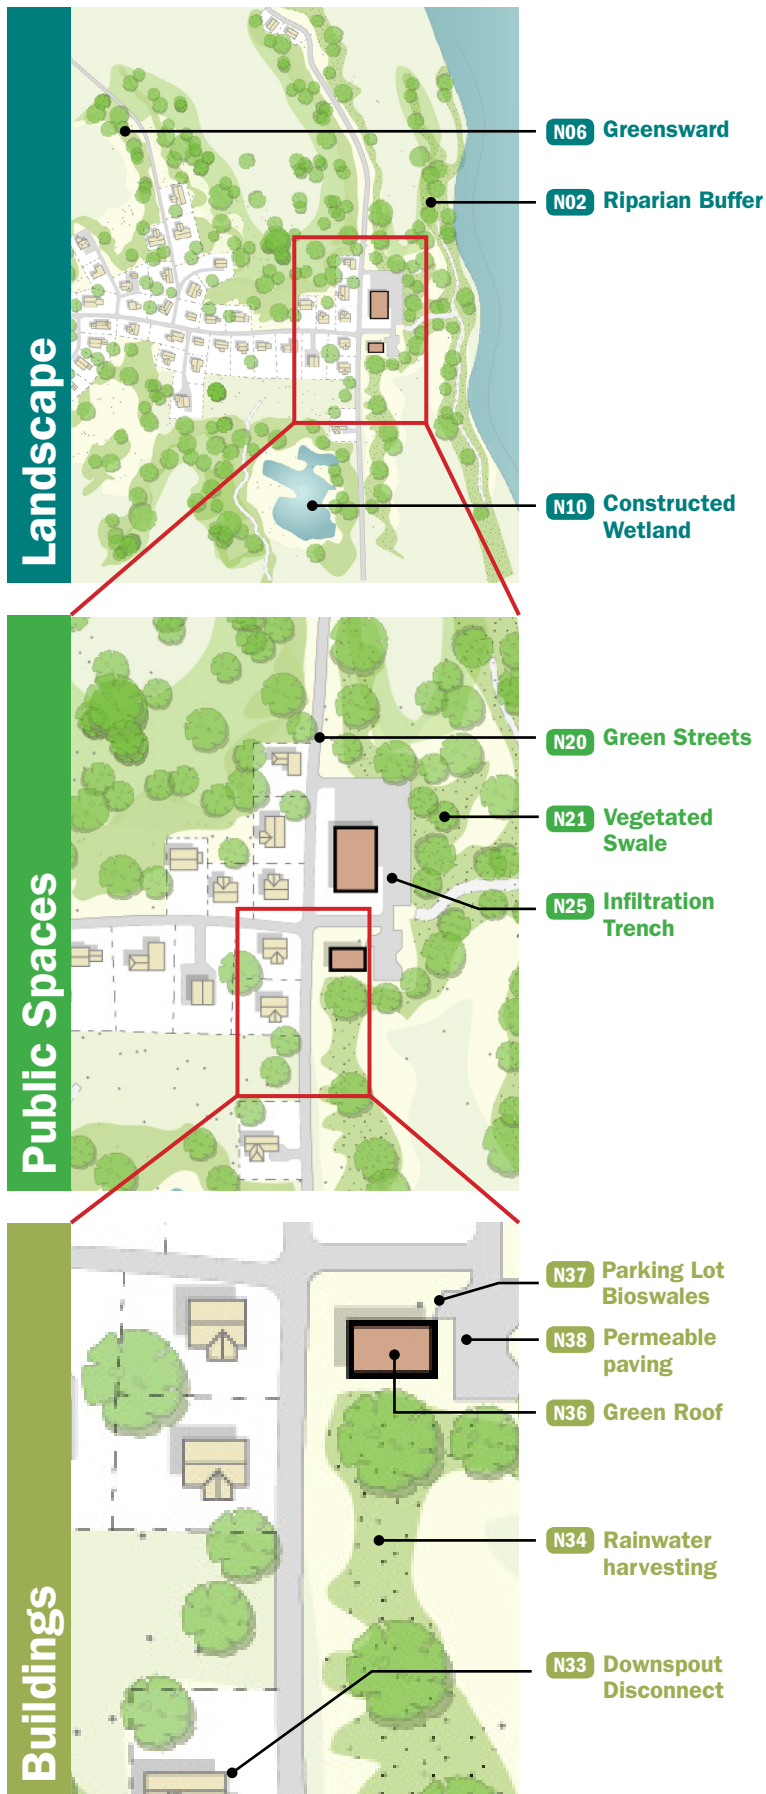 Landscape
N06 Greensward
N02 Riparian Buffer
N10 Constructed
Wetland
Public Spaces
N20 Green Streets
N21 Vegetated
Swale
N25 Infiltration
Trench
Buildings
N37 Parking Lot
Bioswales
N38 Permeable
paving
N36 Green Roof
N34 Rainwater
harvesting
N33 Downspout
Disconnect